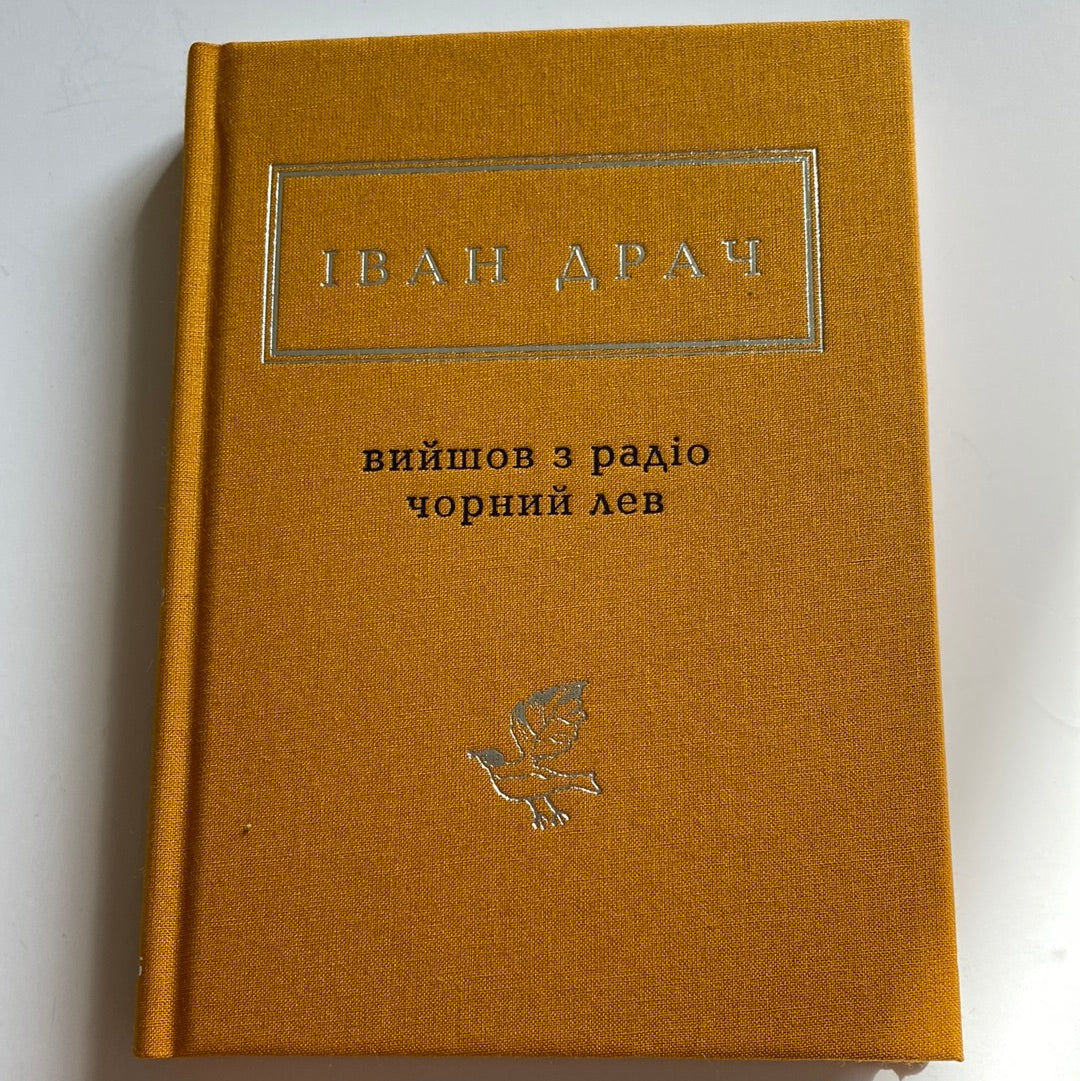 ІВАН ДРАЧ
вийшов з радіо
чорний лев